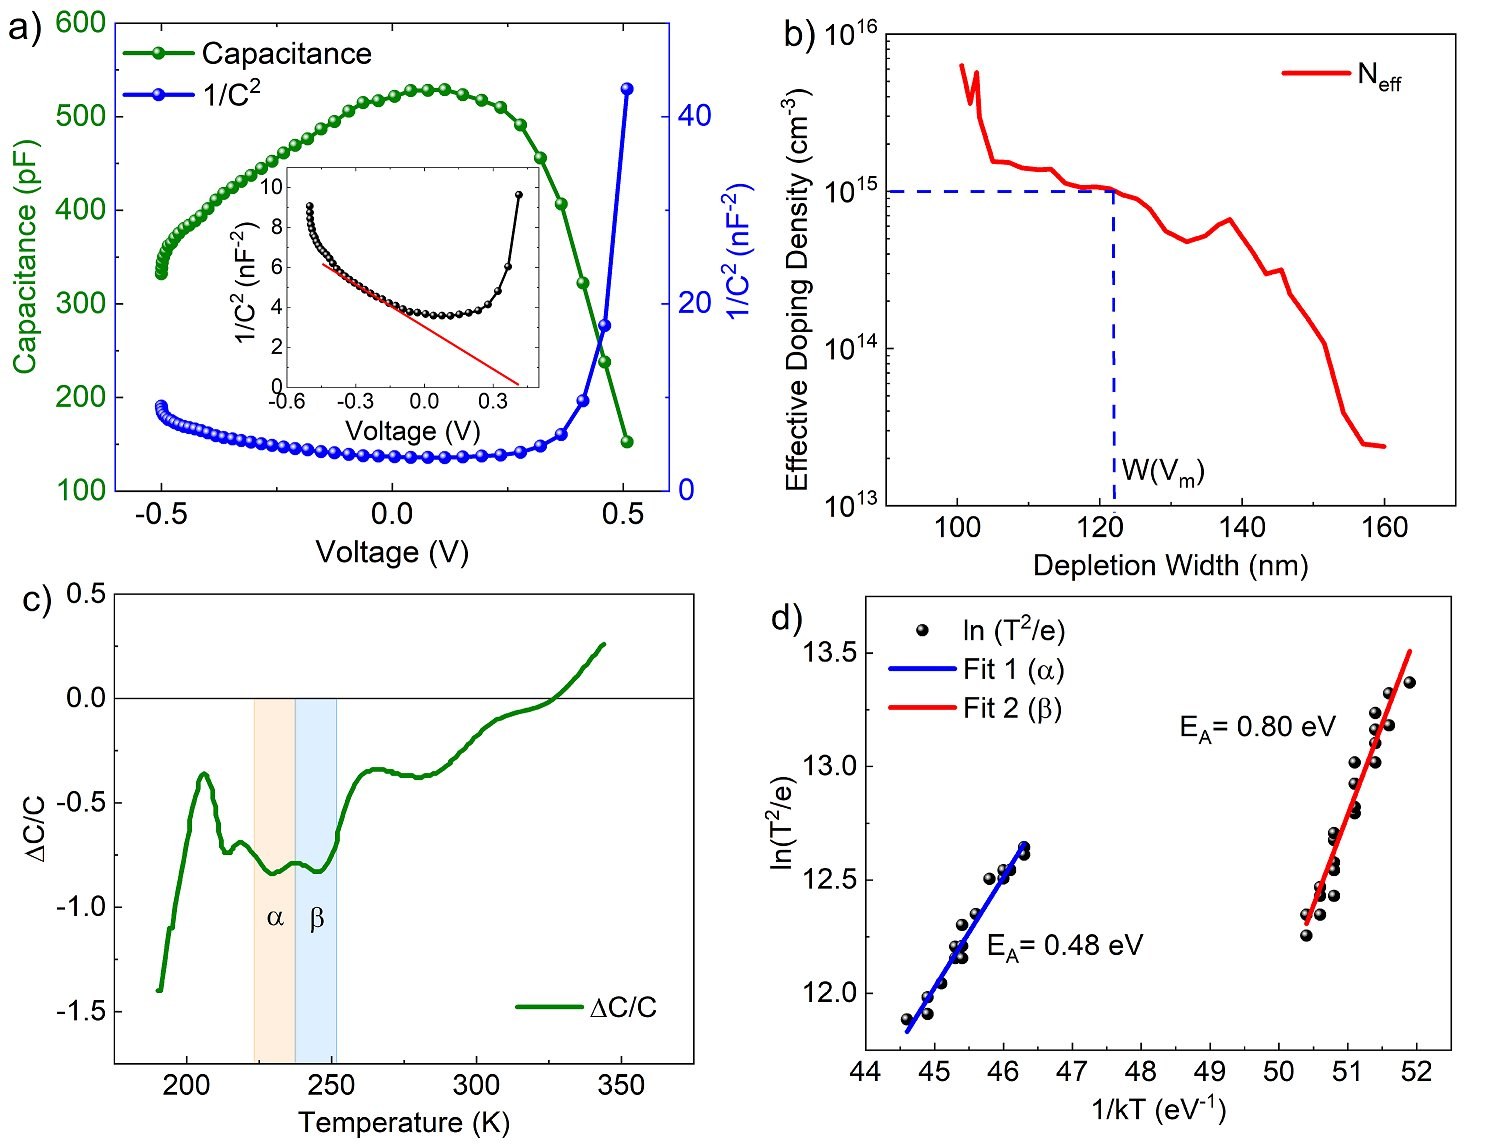 a)
600
500
400
300
200
100
Capacitance (pF)
Capacitance
1/C²
40
20
0
1/C² (nF⁻²)
-0.5
0.0
0.5
Voltage (V)
10
8
6
4
2
0
1/C² (nF⁻²)
-0.6
-0.3
0.0
0.3
Voltage (V)
b)
10¹⁶
10¹⁵
10¹⁴
10¹³
Effective Doping Density (cm⁻³)
N_eff
W(V_m)
100
120
140
160
Depletion Width (nm)
c)
0.5
0.0
-0.5
-1.0
-1.5
ΔC/C
α
β
ΔC/C
200
250
300
350
Temperature (K)
d)
13.5
13.0
12.5
12.0
ln(T²/e)
ln (T²/e)
Fit 1 (α)
Fit 2 (β)
E_A= 0.80 eV
E_A= 0.48 eV
44
45
46
47
48
49
50
51
52
1/kT (eV⁻¹)